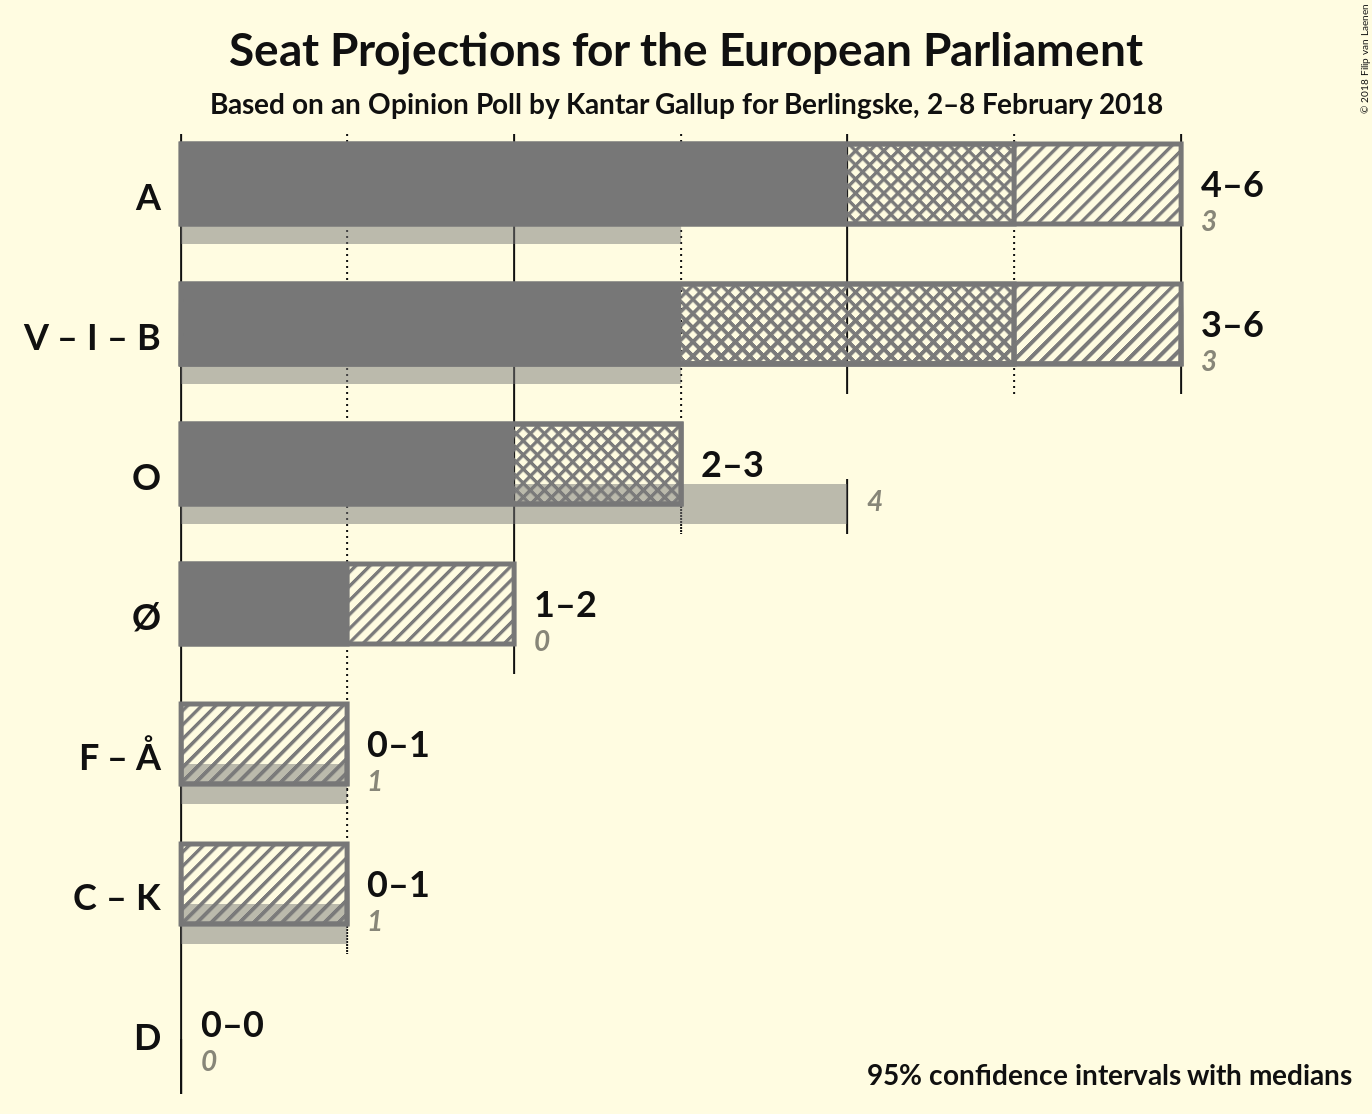 Seat Projections for the European Parliament
Based on an Opinion Poll by Kantar Gallup for Berlingske, 2–8 February 2018
© 2018 Filip van Laenen
A
4–6
3
V – I – B
3–6
3
O
2–3
4
Ø
1–2
0
F – Å
0–1
1
C – K
0–1
1
D
0–0
0
95% confidence intervals with medians